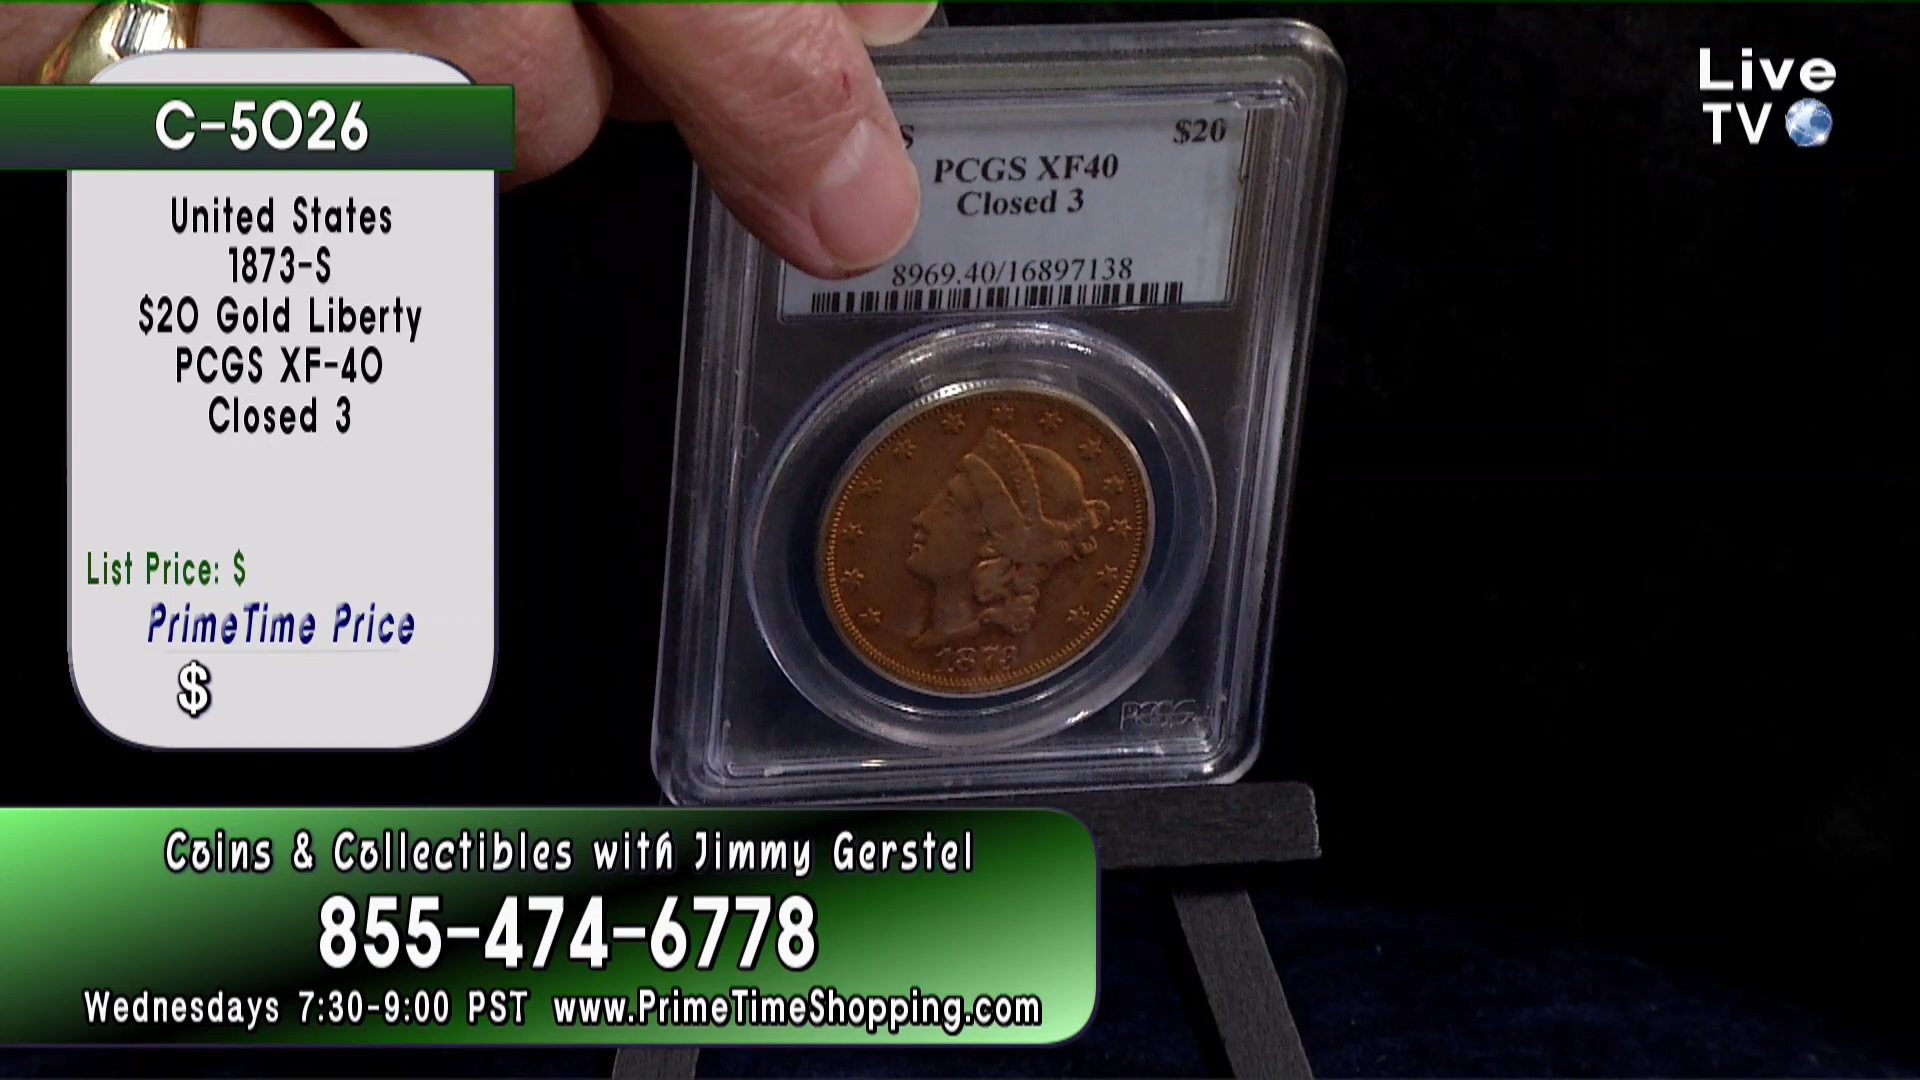 C-5026
United States
1873-S
$20 Gold Liberty
PCGS XF-40
Closed 3
List Price: $
PrimeTime Price
$
Live
TV
S $20
PCGS XF40
Closed 3
8969.40/16897138
1873
PCGS
Coins & Collectibles with Jimmy Gerstel
855-474-6778
Wednesdays 7:30-9:00 PST www.PrimeTimeShopping.com